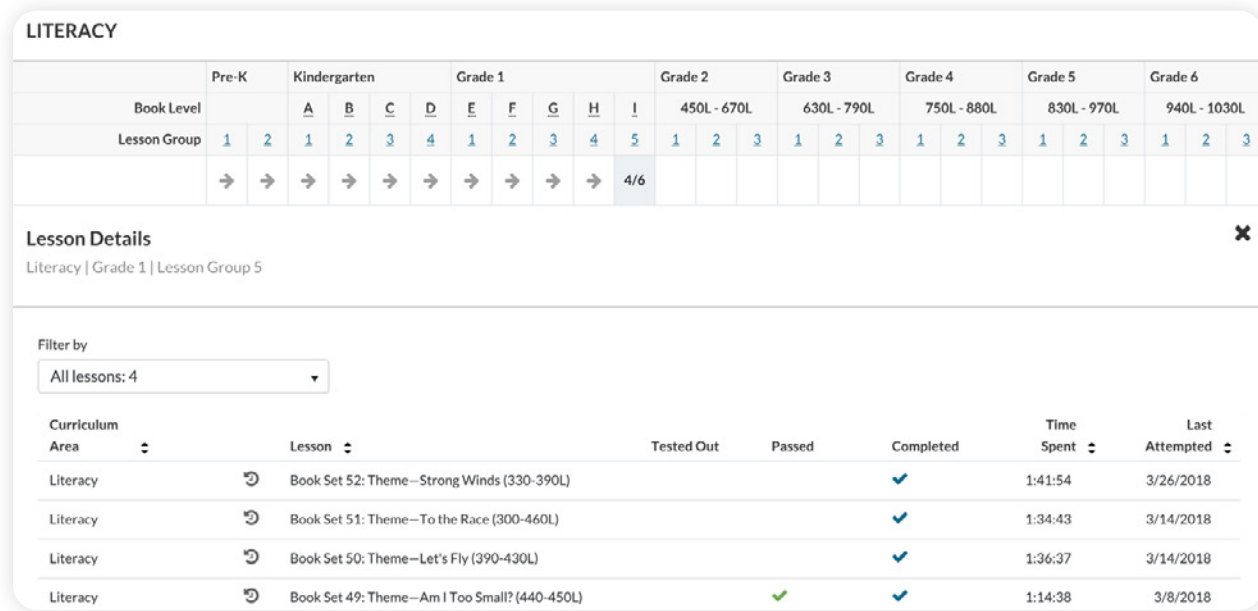 LITERACY
Pre-K Kindergarten Grade 1 Grade 2 Grade 3 Grade 4 Grade 5 Grade 6
Book Level A B C D E F G H I 450L - 670L 630L - 790L 750L - 880L 830L - 970L 940L - 1030L
Lesson Group 1 2 1 2 3 4 1 2 3 4 5 1 2 3 1 2 3 1 2 3 1 2 3 1 2 3
4/6
Lesson Details
Literacy | Grade 1 | Lesson Group 5
Filter by
All lessons: 4
Curriculum Area Lesson Tested Out Passed Completed Time Spent Last Attempted
Literacy Book Set 52: Theme—Strong Winds (330-390L) 1:41:54 3/26/2018
Literacy Book Set 51: Theme—To the Race (300-460L) 1:34:43 3/14/2018
Literacy Book Set 50: Theme—Let's Fly (390-430L) 1:36:37 3/14/2018
Literacy Book Set 49: Theme—Am I Too Small? (440-450L) 1:14:38 3/8/2018